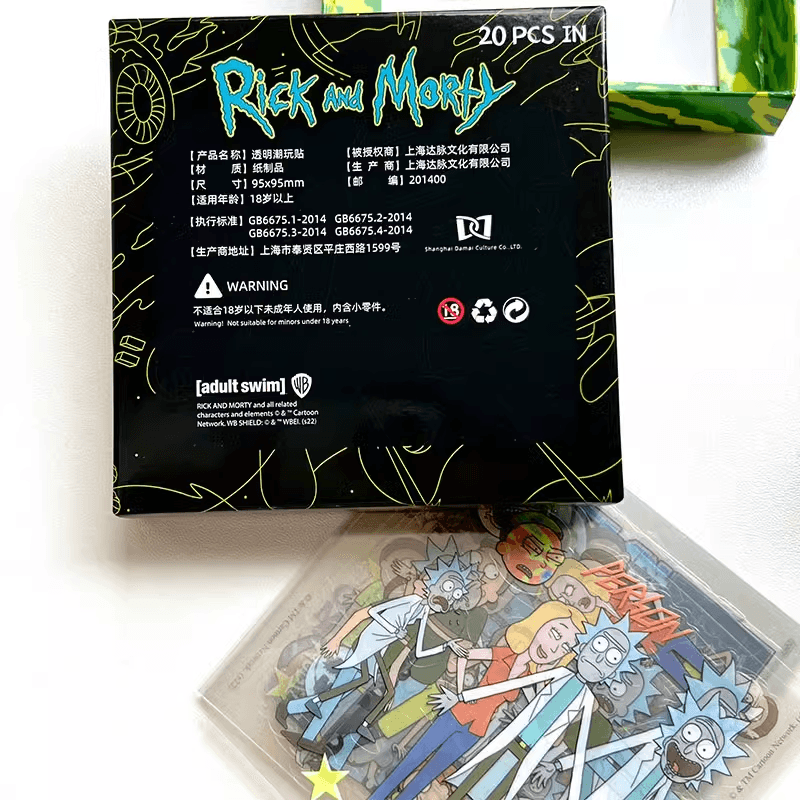 20 PCS IN
RICK AND MORTY
【产品名称】透明潮玩贴
【材 质】纸制品
【尺 寸】95x95mm
【适用年龄】18岁以上
【被授权商】上海达脉文化有限公司
【生 产 商】上海达脉文化有限公司
【邮 编】201400
【执行标准】GB6675.1-2014 GB6675.2-2014
GB6675.3-2014 GB6675.4-2014
【生产商地址】上海市奉贤区平庄西路1599号
Shanghai Damai Culture Co.,LTD.
WARNING
不适合18岁以下未成年人使用，内含小零件。
Warning! Not suitable for minors under 18 years
18
[adult swim] WB
RICK AND MORTY and all related
characters and elements © & ™ Cartoon
Network. WB SHIELD: © & ™ WBEI. (s22)
PERSON
© & TM Cartoon Network. (s22)
© & TM Cartoon Network.